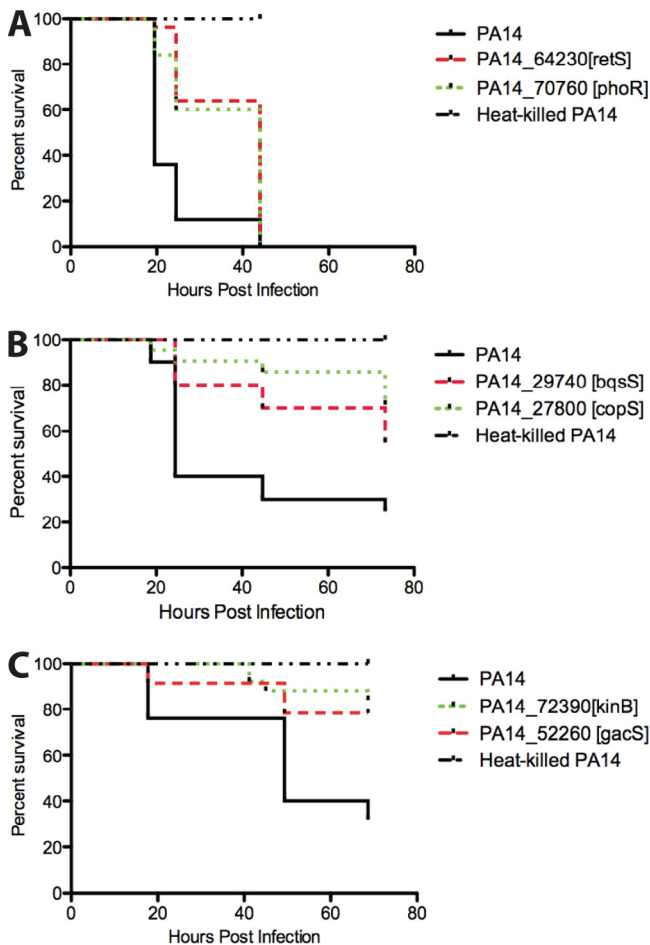 A
Percent survival
100
80
60
40
20
0
0 20 40 60 80
Hours Post Infection
PA14
PA14_64230[retS]
PA14_70760 [phoR]
Heat-killed PA14
B
Percent survival
100
80
60
40
20
0
0 20 40 60 80
Hours Post Infection
PA14
PA14_29740 [bqsS]
PA14_27800 [copS]
Heat-killed PA14
C
Percent survival
100
80
60
40
20
0
0 20 40 60 80
Hours Post Infection
PA14
PA14_72390[kinB]
PA14_52260 [gacS]
Heat-killed PA14